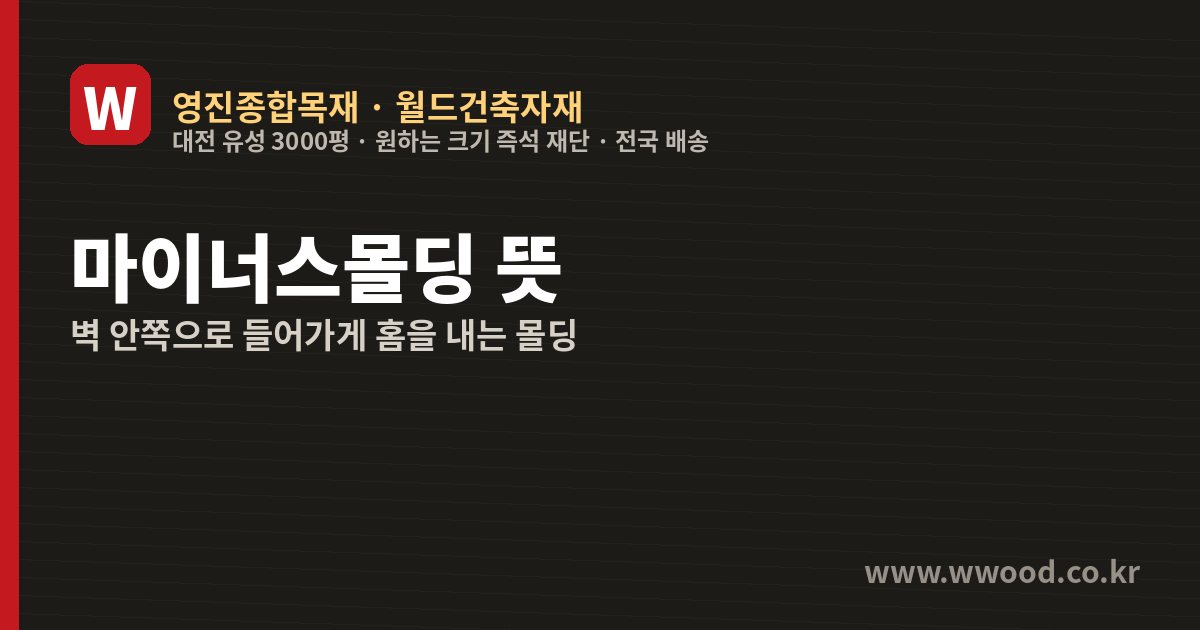 W
영진종합목재 · 월드건축자재
대전 유성 3000평 · 원하는 크기 즉석 재단 · 전국 배송
마이너스몰딩 뜻
벽 안쪽으로 들어가게 홈을 내는 몰딩
www.wwood.co.kr